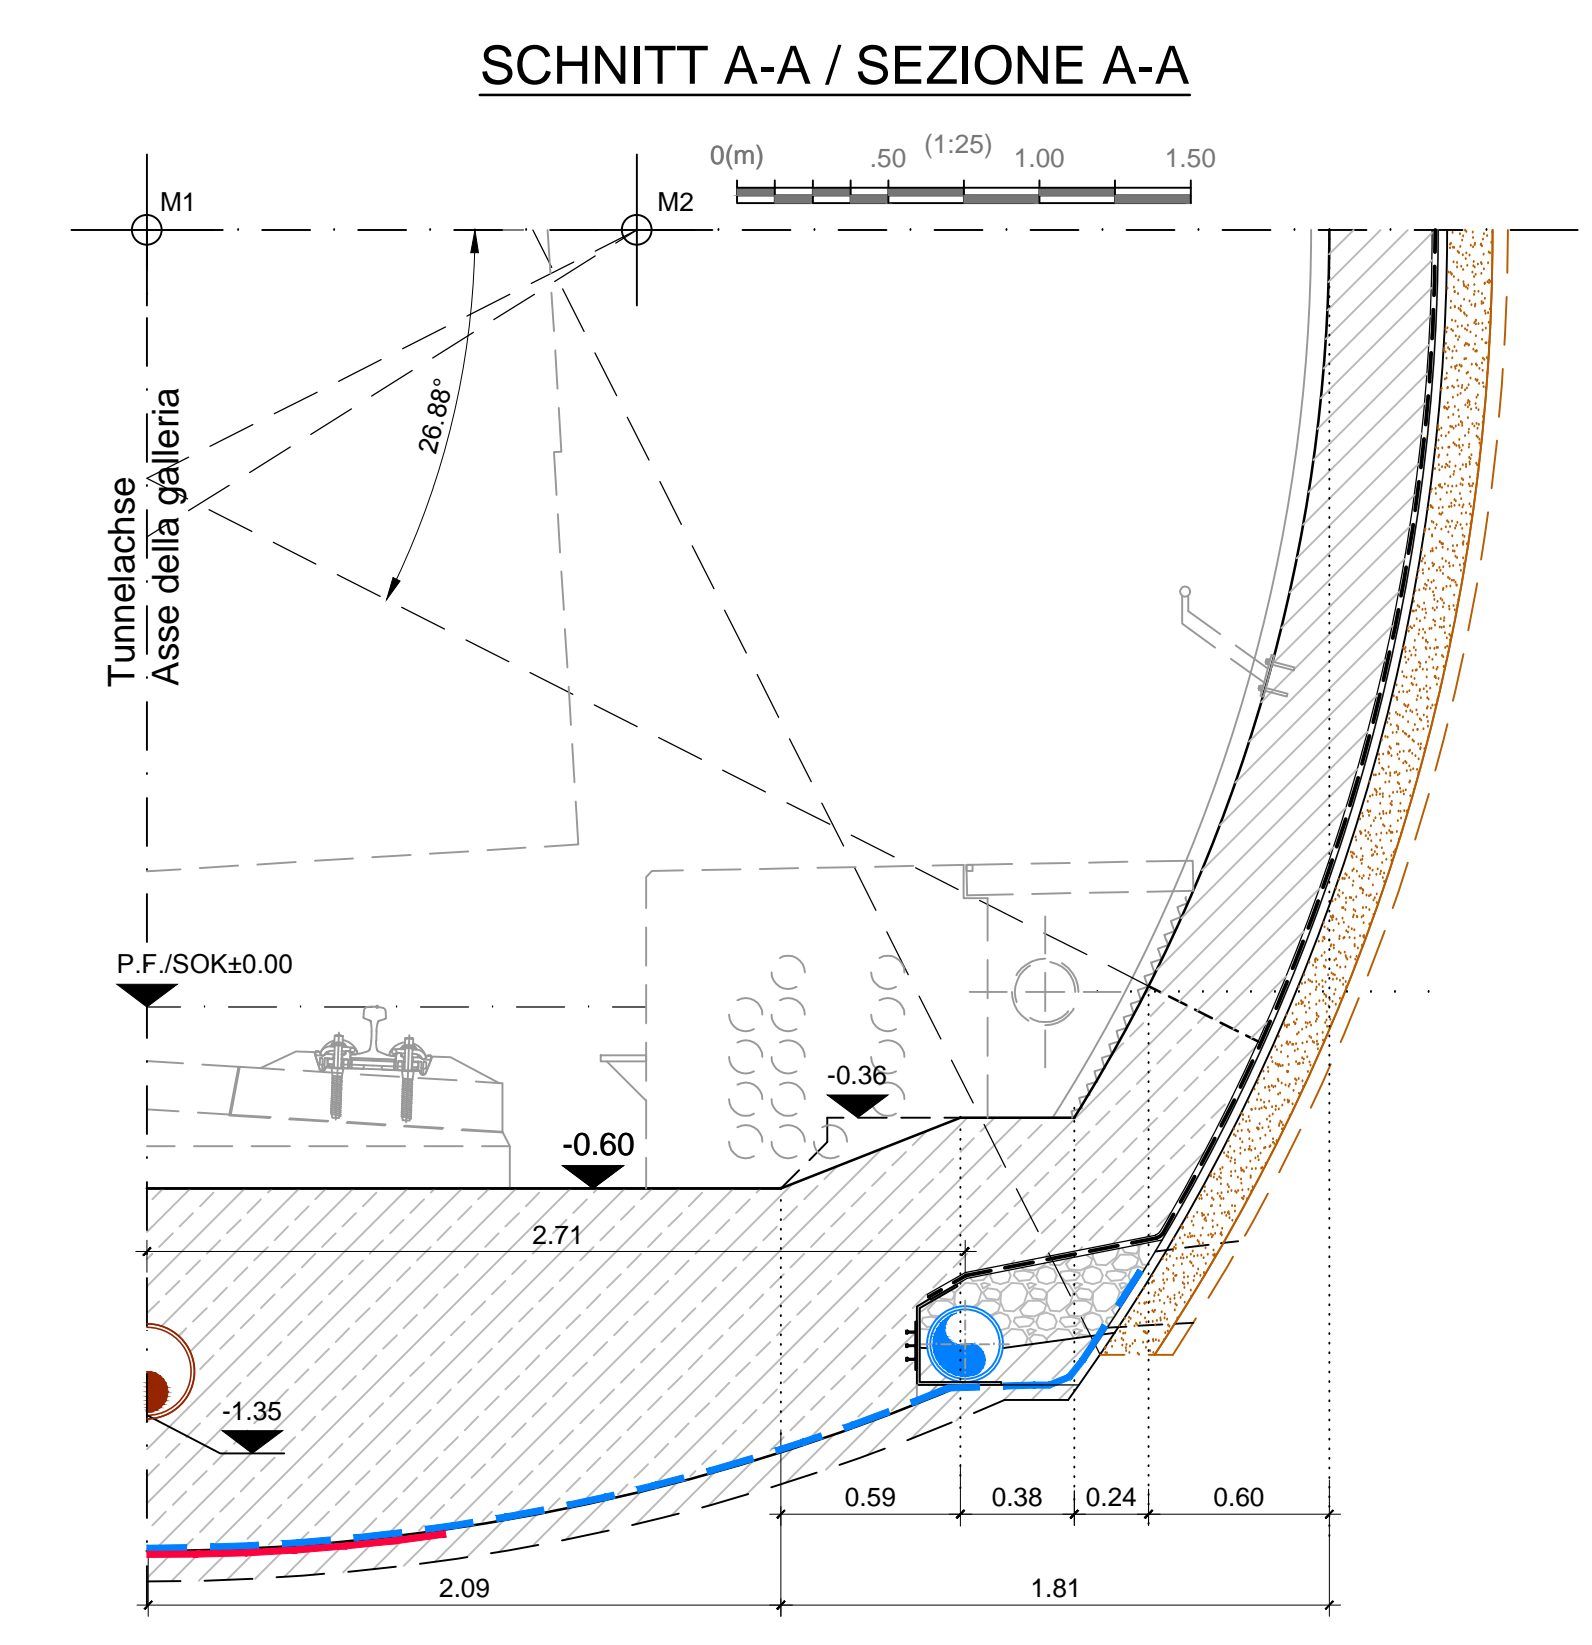 SCHNITT A-A / SEZIONE A-A
0(m) .50 (1:25) 1.00 1.50
M1 M2
26.88°
Tunnelachse
Asse della galleria
P.F./SOK±0.00
-0.36
-0.60
2.71
-1.35
0.59 0.38 0.24 0.60
2.09 1.81